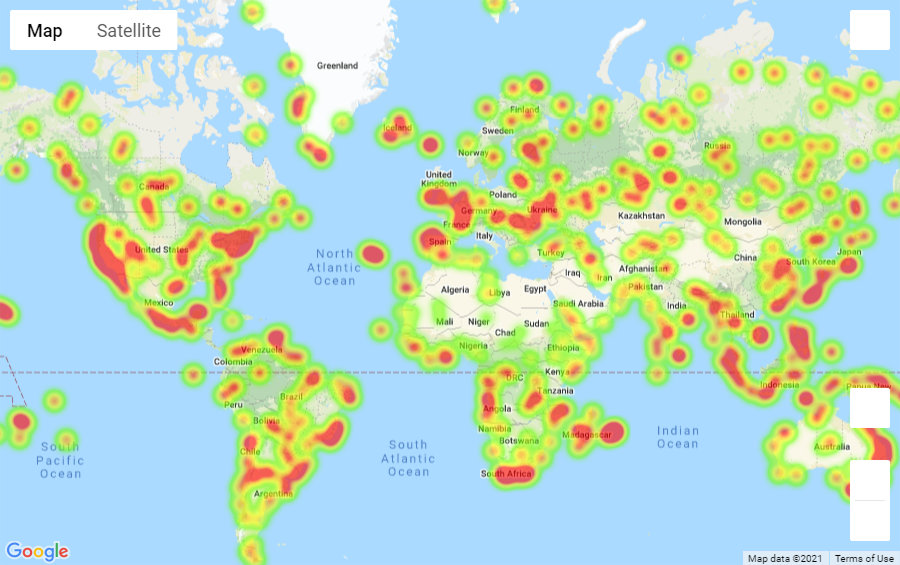 Map Satellite
Greenland
Iceland
Finland
Sweden
Norway
Russia
Canada
United
Kingdom
Poland
Germany
Ukraine
France
Kazakhstan
Mongolia
Spain
Italy
United States
North
Atlantic
Ocean
Turkey
China
Japan
South Korea
Iraq
Iran
Afghanistan
Pakistan
Algeria
Libya
Egypt
Saudi Arabia
India
Mexico
Mali
Niger
Chad
Sudan
Thailand
Nigeria
Ethiopia
Venezuela
Colombia
Kenya
DRC
Indonesia
Papua New
Tanzania
Peru
Brazil
Angola
Bolivia
Namibia
Botswana
Madagascar
South
Pacific
Ocean
Chile
South
Atlantic
Ocean
Indian
Ocean
Australia
South Africa
Argentina
Google
Map data ©2021 Terms of Use